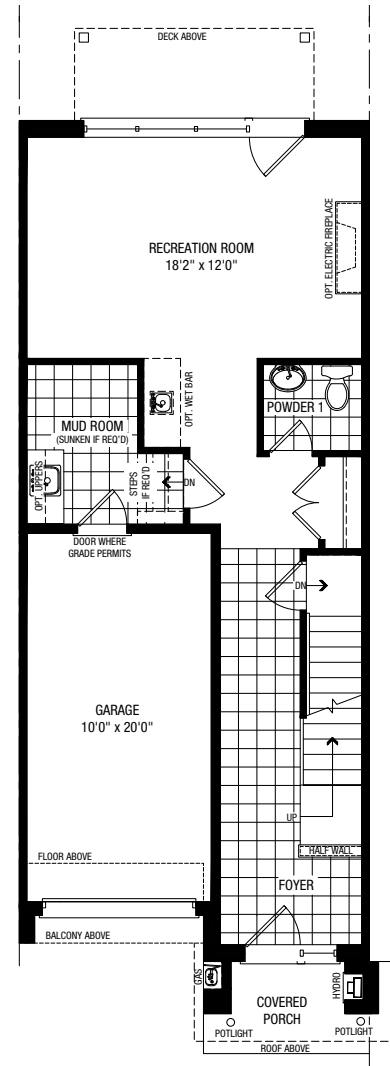 DECK ABOVE
RECREATION ROOM
18'2" x 12'0"
OPT. ELECTRIC FIREPLACE
OPT. WET BAR
POWDER 1
MUD ROOM
(SUNKEN IF REQ'D)
OPT. UPPERS
STEPS
IF REQ'D
DN
DOOR WHERE
GRADE PERMITS
DN
GARAGE
10'0" x 20'0"
UP
HALF WALL
FLOOR ABOVE
FOYER
BALCONY ABOVE
GAS
HYDRO
COVERED
PORCH
POTLIGHT
POTLIGHT
ROOF ABOVE